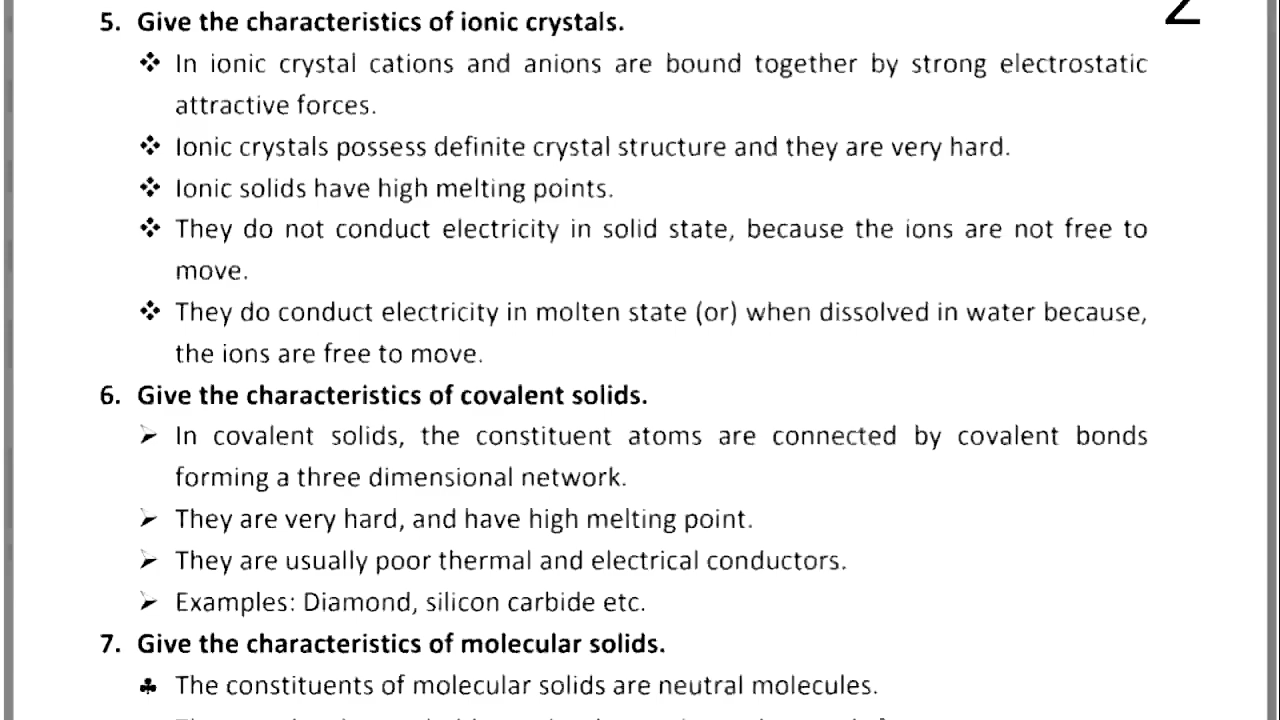 2
5. Give the characteristics of ionic crystals.
❖ In ionic crystal cations and anions are bound together by strong electrostatic
attractive forces.
❖ Ionic crystals possess definite crystal structure and they are very hard.
❖ Ionic solids have high melting points.
❖ They do not conduct electricity in solid state, because the ions are not free to
move.
❖ They do conduct electricity in molten state (or) when dissolved in water because,
the ions are free to move.
6. Give the characteristics of covalent solids.
➢ In covalent solids, the constituent atoms are connected by covalent bonds
forming a three dimensional network.
➢ They are very hard, and have high melting point.
➢ They are usually poor thermal and electrical conductors.
➢ Examples: Diamond, silicon carbide etc.
7. Give the characteristics of molecular solids.
♣ The constituents of molecular solids are neutral molecules.